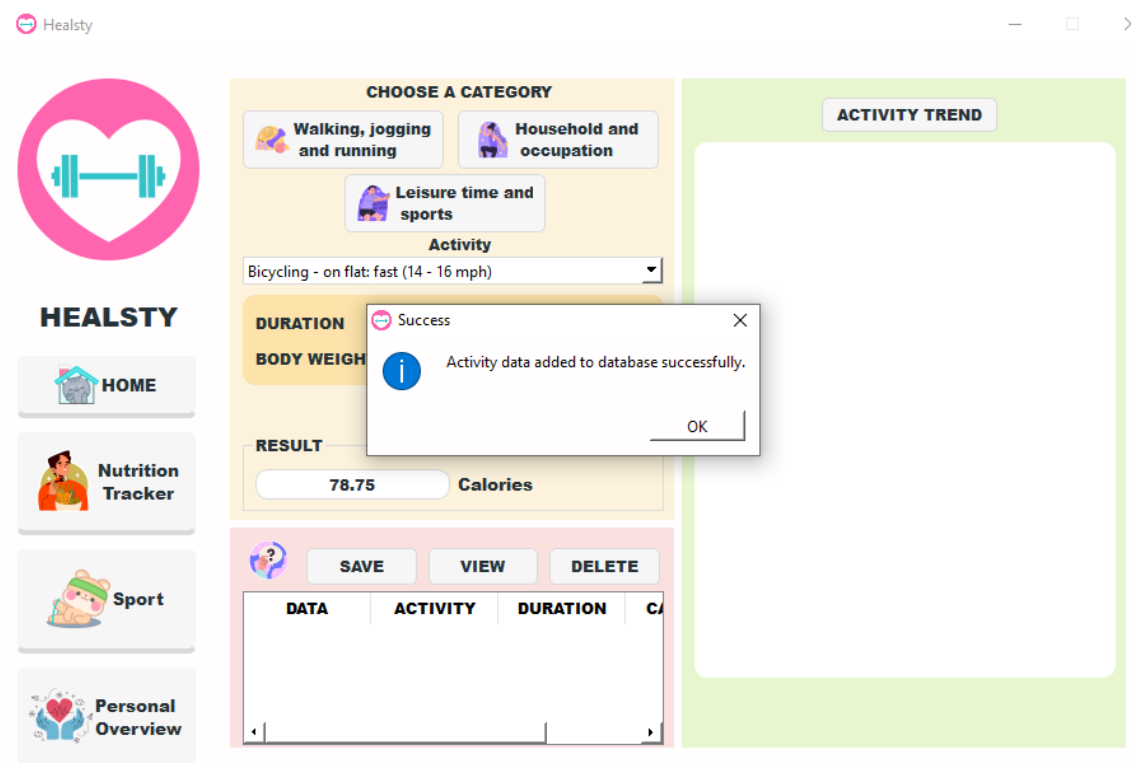 Healsty
HEALSTY
HOME
Nutrition
Tracker
Sport
Personal
Overview
CHOOSE A CATEGORY
Walking, jogging
and running
Household and
occupation
Leisure time and
sports
Activity
Bicycling - on flat: fast (14 - 16 mph)
DURATION
BODY WEIGH
Success
Activity data added to database successfully.
OK
RESULT
78.75 Calories
?
SAVE VIEW DELETE
DATA ACTIVITY DURATION CA
ACTIVITY TREND